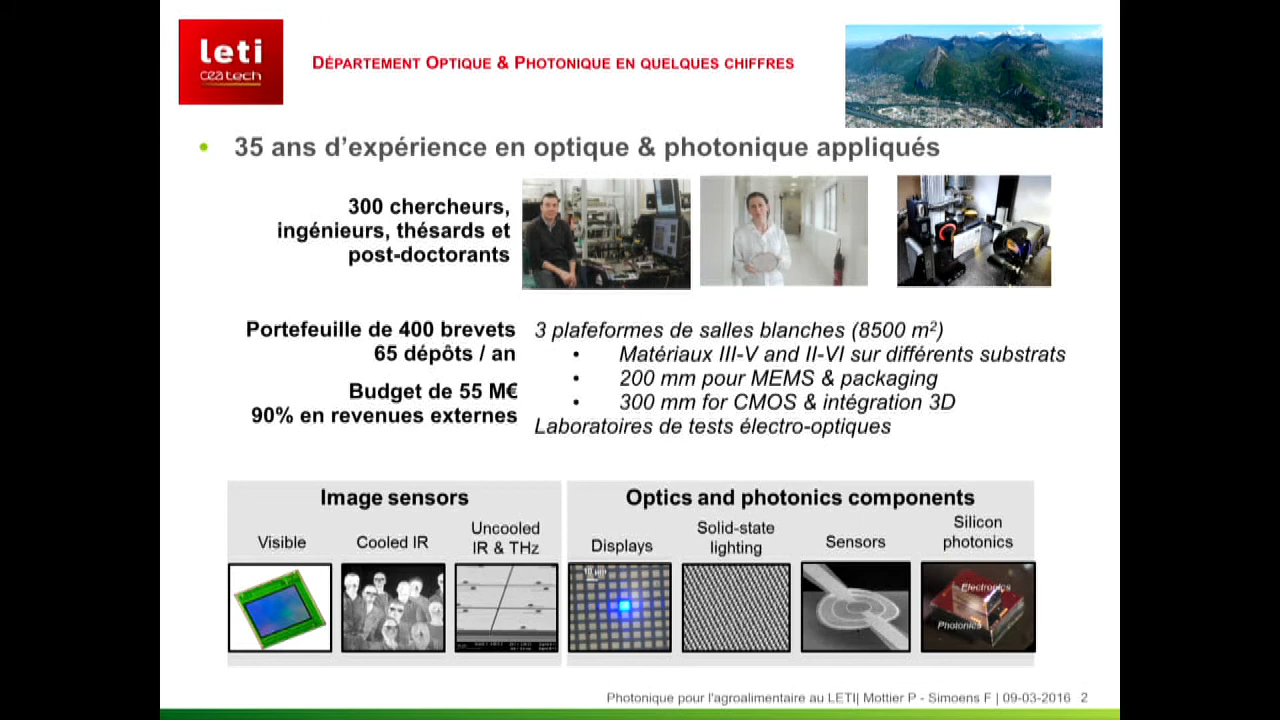 leti
ceatech
DÉPARTEMENT OPTIQUE & PHOTONIQUE EN QUELQUES CHIFFRES
• 35 ans d'expérience en optique & photonique appliqués
300 chercheurs,
ingénieurs, thésards et
post-doctorants
Portefeuille de 400 brevets
65 dépôts / an
Budget de 55 M€
90% en revenues externes
3 plafeformes de salles blanches (8500 m²)
• Matériaux III-V and II-VI sur différents substrats
• 200 mm pour MEMS & packaging
• 300 mm for CMOS & intégration 3D
Laboratoires de tests électro-optiques
Image sensors
Visible
Cooled IR
Uncooled
IR & THz
Optics and photonics components
Displays
Solid-state
lighting
Sensors
Silicon
photonics
Electronics
Photonics
Photonique pour l'agroalimentaire au LETI| Mottier P - Simoens F | 09-03-2016 2